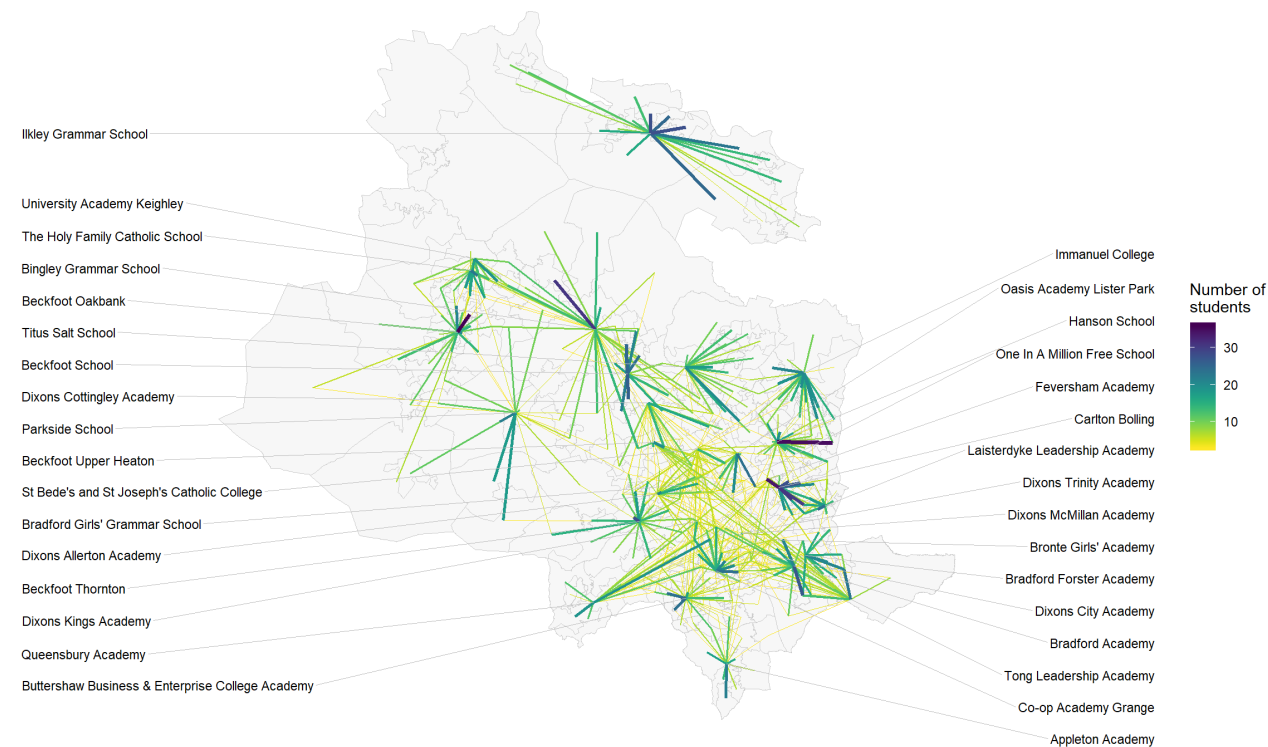 Ilkley Grammar School
University Academy Keighley
The Holy Family Catholic School
Bingley Grammar School
Beckfoot Oakbank
Titus Salt School
Beckfoot School
Dixons Cottingley Academy
Parkside School
Beckfoot Upper Heaton
St Bede's and St Joseph's Catholic College
Bradford Girls' Grammar School
Dixons Allerton Academy
Beckfoot Thornton
Dixons Kings Academy
Queensbury Academy
Buttershaw Business & Enterprise College Academy
Immanuel College
Oasis Academy Lister Park
Hanson School
One In A Million Free School
Feversham Academy
Carlton Bolling
Laisterdyke Leadership Academy
Dixons Trinity Academy
Dixons McMillan Academy
Bronte Girls' Academy
Bradford Forster Academy
Dixons City Academy
Bradford Academy
Tong Leadership Academy
Co-op Academy Grange
Appleton Academy
Number of
students
30
20
10